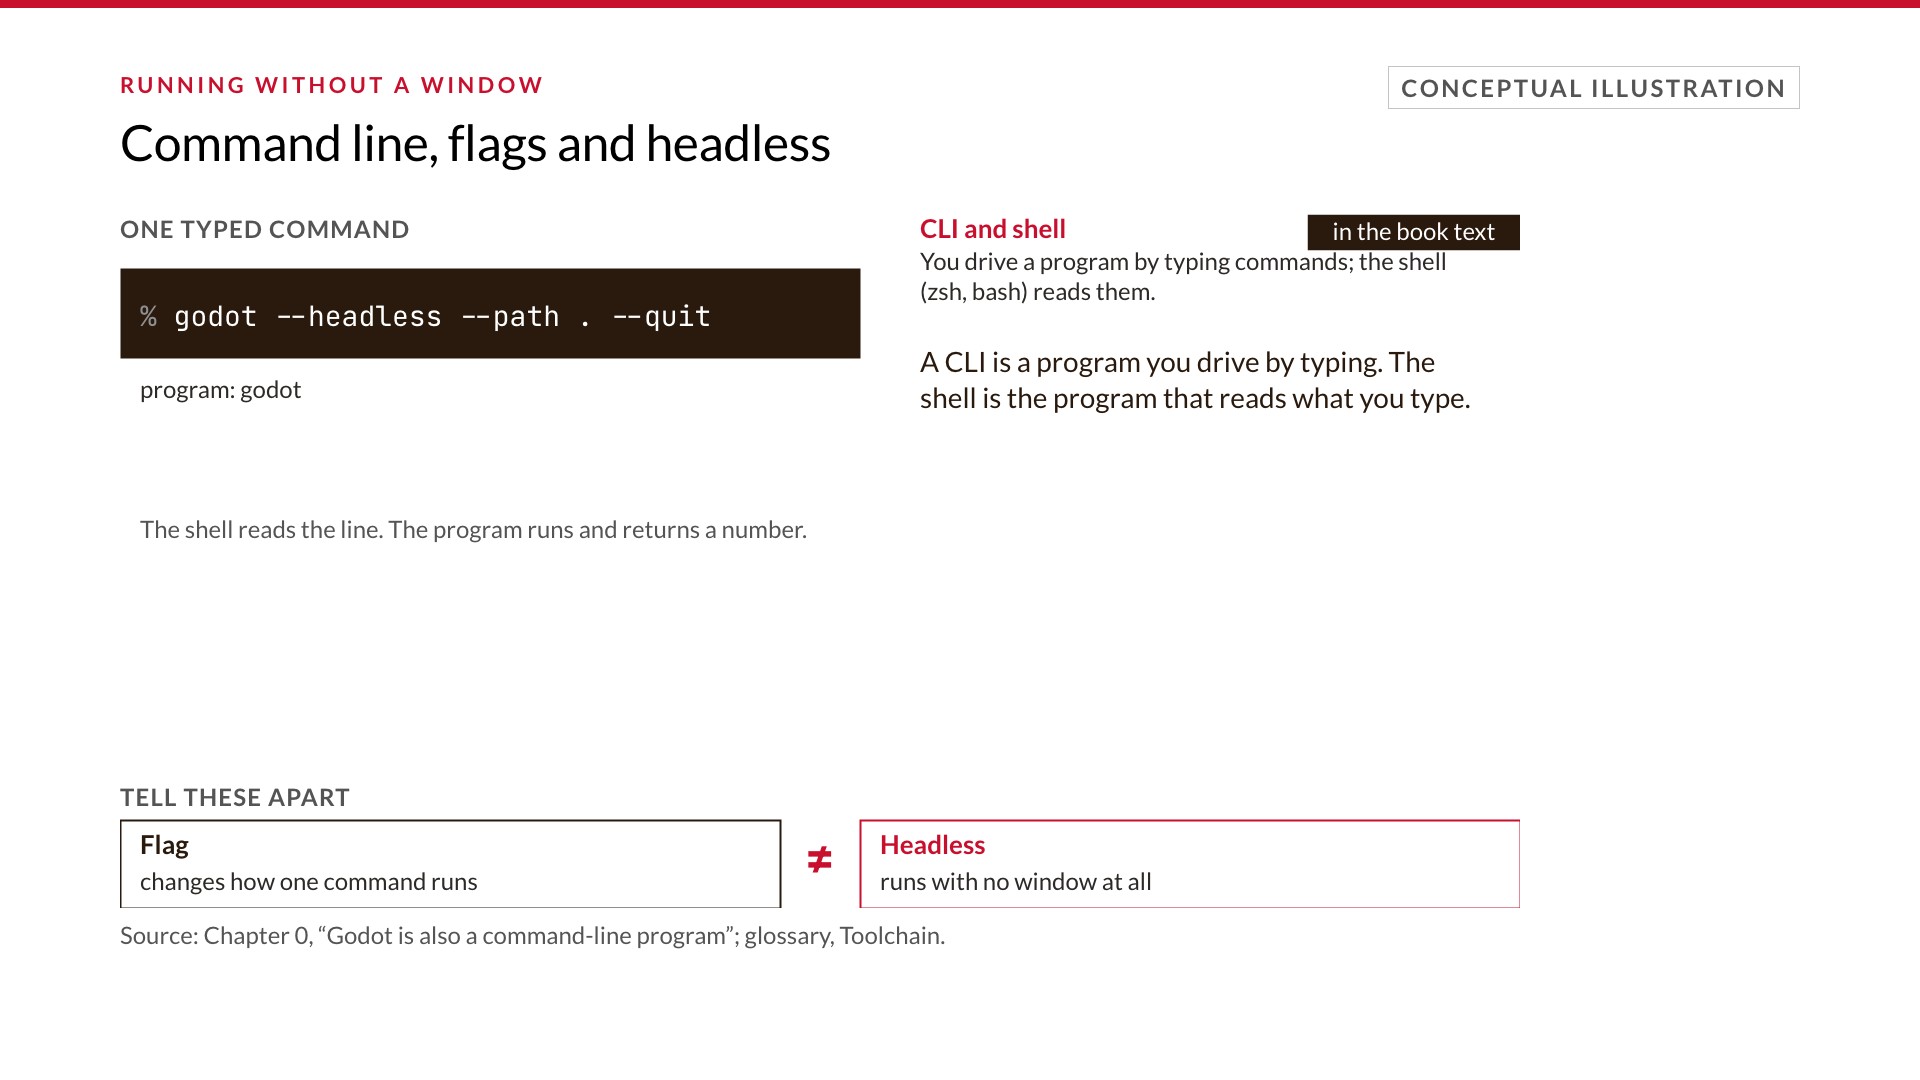 RUNNING WITHOUT A WINDOW
CONCEPTUAL ILLUSTRATION
Command line, flags and headless
ONE TYPED COMMAND
% godot --headless --path . --quit
program: godot
The shell reads the line. The program runs and returns a number.
CLI and shell
in the book text
You drive a program by typing commands; the shell
(zsh, bash) reads them.
A CLI is a program you drive by typing. The
shell is the program that reads what you type.
TELL THESE APART
Flag
changes how one command runs
≠
Headless
runs with no window at all
Source: Chapter 0, “Godot is also a command-line program”; glossary, Toolchain.